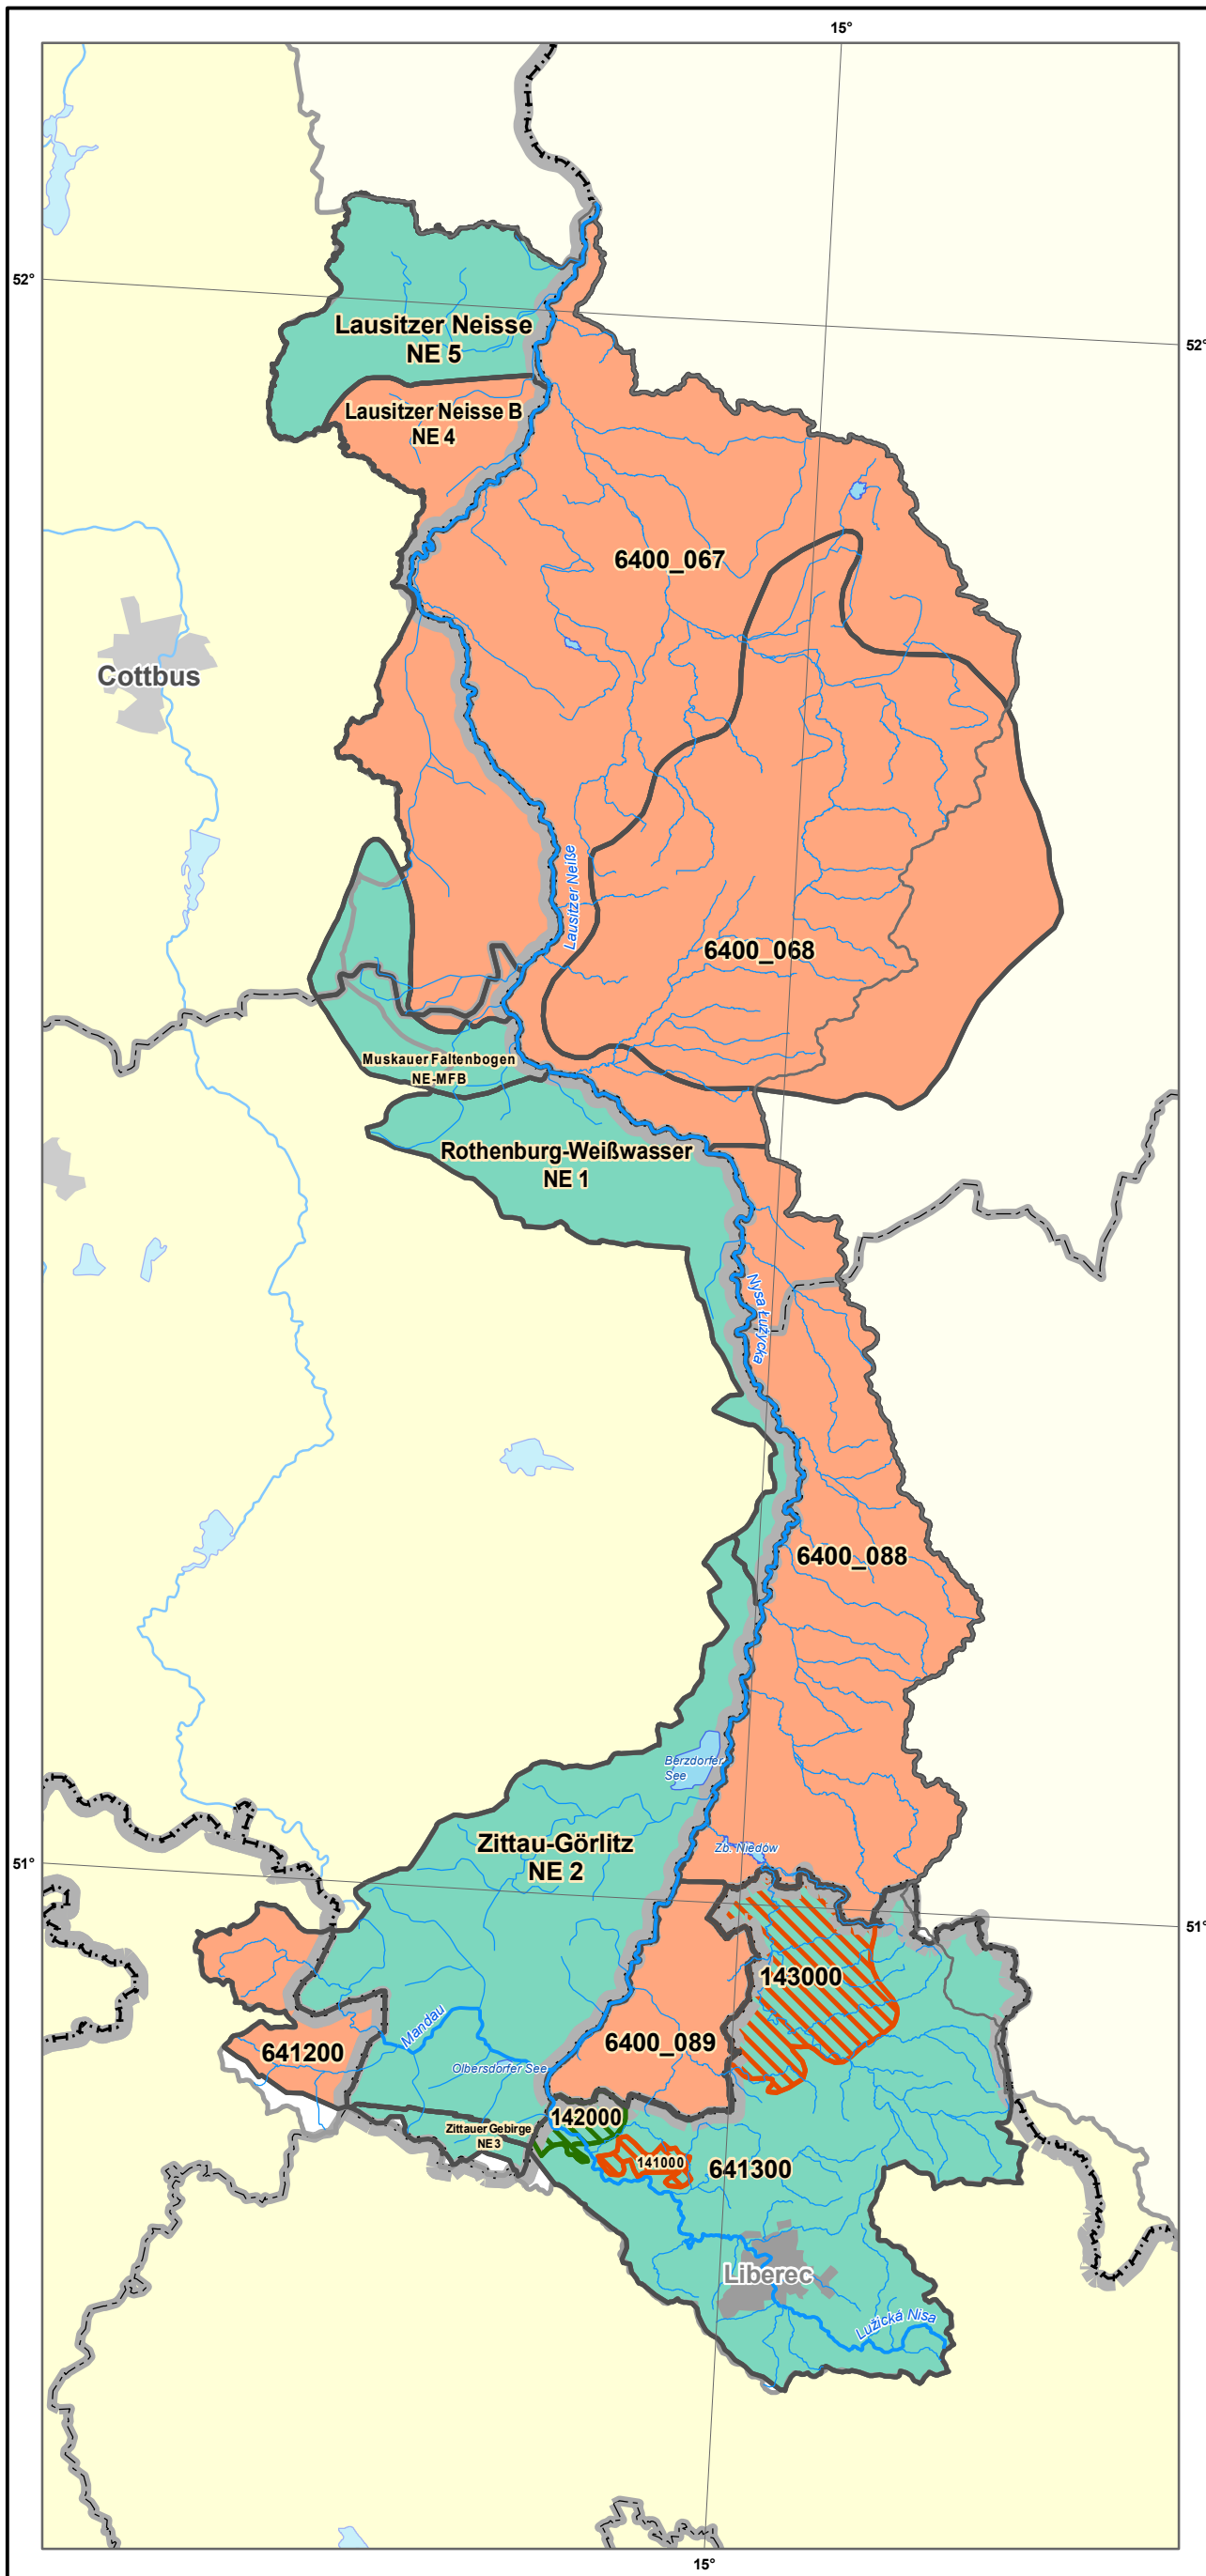 15°
52°
52°
Lausitzer Neisse
NE 5
Lausitzer Neisse B
NE 4
6400_067
Cottbus
Lausitzer Neiße
6400_068
Muskauer Faltenbogen
NE-MFB
Rothenburg-Weißwasser
NE 1
Nysa Łużycka
6400_088
Berzdorfer
See
Zb. Niedów
Zittau-Görlitz
NE 2
51°
51°
143000
Mandau
6400_089
641200
Olbersdorfer See
142000
Zittauer Gebirge
NE3
141000
641300
Liberec
Lužická Nisa
15°